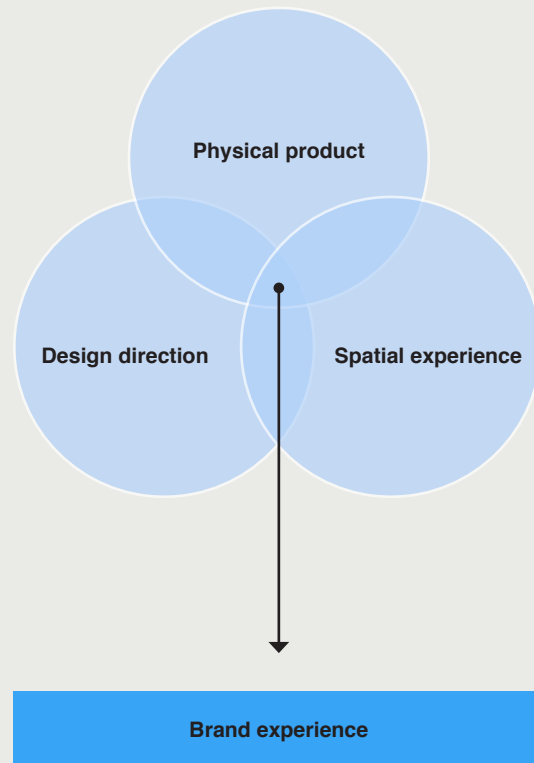 Physical product
Design direction
Spatial experience
Brand experience